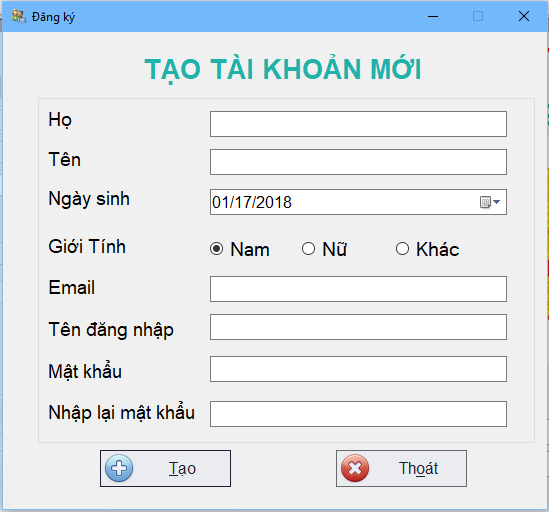 Đăng ký
TẠO TÀI KHOẢN MỚI
Họ
Tên
Ngày sinh 01/17/2018
Giới Tính Nam Nữ Khác
Email
Tên đăng nhập
Mật khẩu
Nhập lại mật khẩu
Tạo Thoát